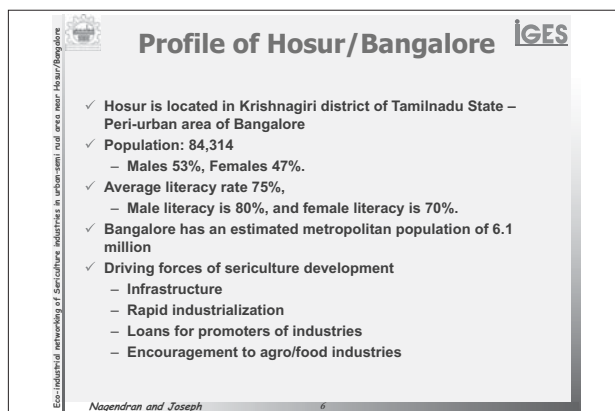 Profile of Hosur/Bangalore
iGES
Eco-industrial networking of Sericulture industries in urban-semi rual area near Hosur/Bangalore
✓ Hosur is located in Krishnagiri district of Tamilnadu State –
Peri-urban area of Bangalore
✓ Population: 84,314
– Males 53%, Females 47%.
✓ Average literacy rate 75%,
– Male literacy is 80%, and female literacy is 70%.
✓ Bangalore has an estimated metropolitan population of 6.1
million
✓ Driving forces of sericulture development
– Infrastructure
– Rapid industrialization
– Loans for promoters of industries
– Encouragement to agro/food industries
Nagendran and Joseph 6